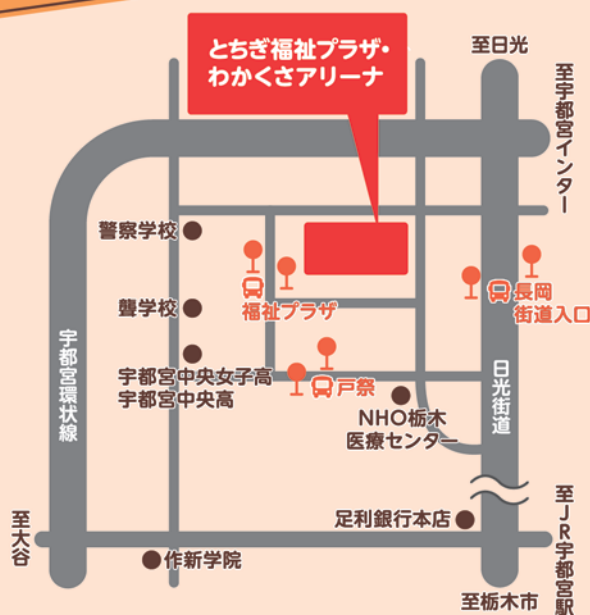 とちぎ福祉プラザ・
わかくさアリーナ
至日光
至宇都宮インター
警察学校
聾学校
福祉プラザ
長岡
街道入口
宇都宮環状線
宇都宮中央女子高
宇都宮中央高
戸祭
日光街道
NHO栃木
医療センター
足利銀行本店
至大谷
作新学院
至JR宇都宮駅
至栃木市